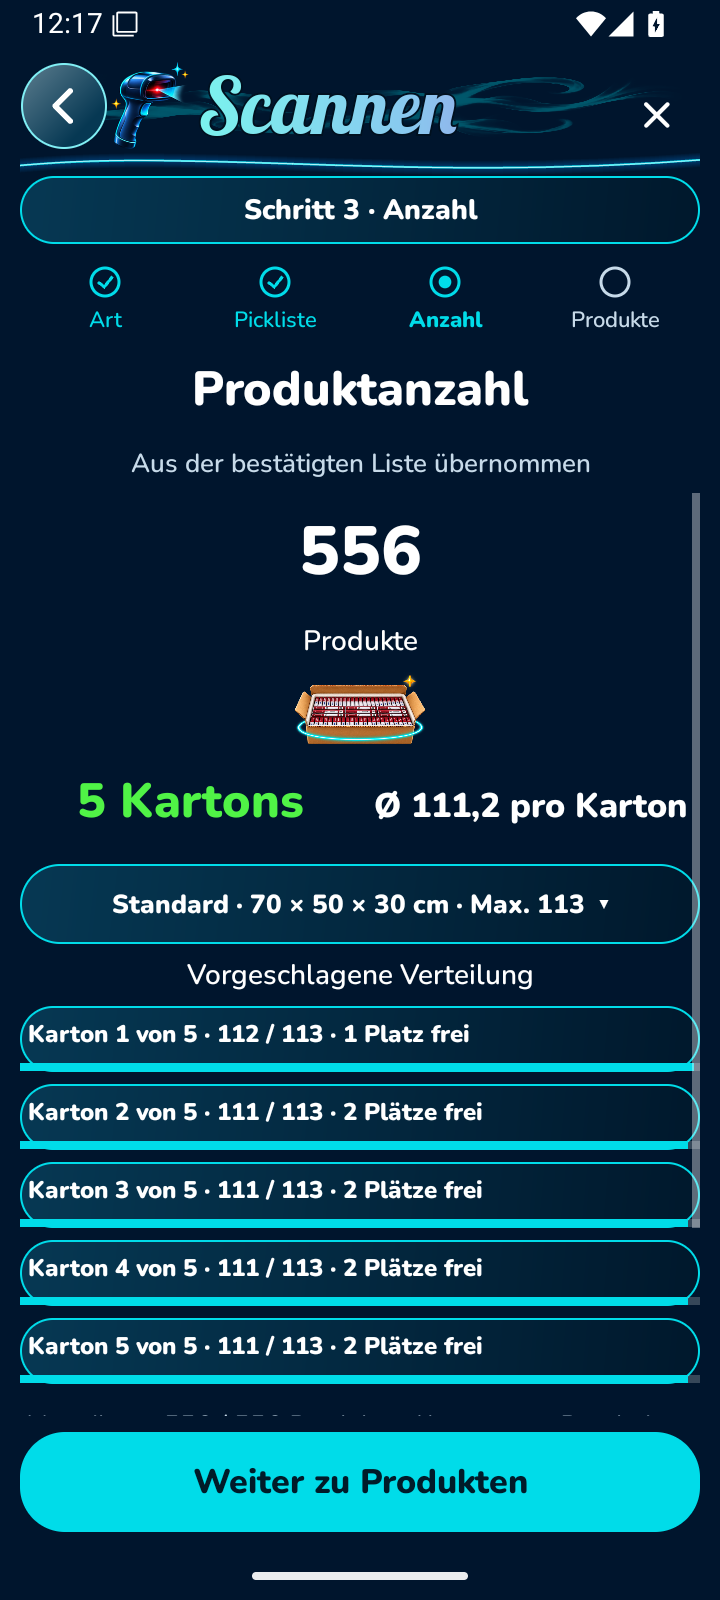 12:17
Scannen
Schritt 3 · Anzahl
Art
Pickliste
Anzahl
Produkte
Produktanzahl
Aus der bestätigten Liste übernommen
556
Produkte
5 Kartons
Ø 111,2 pro Karton
Standard · 70 × 50 × 30 cm · Max. 113 ▼
Vorgeschlagene Verteilung
Karton 1 von 5 · 112 / 113 · 1 Platz frei
Karton 2 von 5 · 111 / 113 · 2 Plätze frei
Karton 3 von 5 · 111 / 113 · 2 Plätze frei
Karton 4 von 5 · 111 / 113 · 2 Plätze frei
Karton 5 von 5 · 111 / 113 · 2 Plätze frei
Weiter zu Produkten